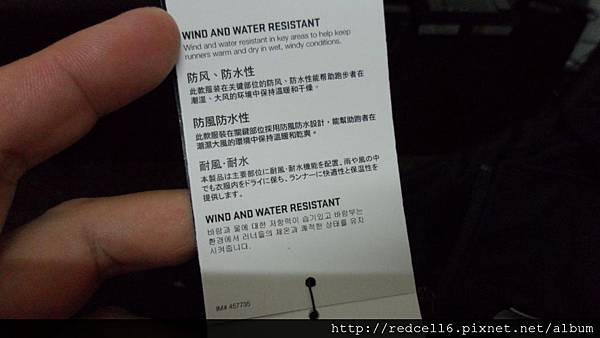 WIND AND WATER RESISTANT
Wind and water resistant in key areas to help keep
runners warm and dry in wet, windy conditions.
防风、防水性
此款服装在关键部位的防风、防水性能帮助跑步者在
潮湿、大风的环境中保持温暖和干燥。
防風防水性
此款服裝在關鍵部位採用防風防水設計，能幫助跑者在
潮濕大風的環境中保持溫暖和乾爽。
耐風・耐水
本製品は主要部位に耐風・耐水機能を配置。雨や風の中
でも衣服内をドライに保ち、ランナーに快適性と保温性を
提供します。
WIND AND WATER RESISTANT
바람과 물에 대한 저항력이 습기있고 바람부는
환경에서 러너들의 체온과 쾌적한 상태를 유지
시켜줍니다.
IM# 457735
http://redcell6.pixnet.net/album